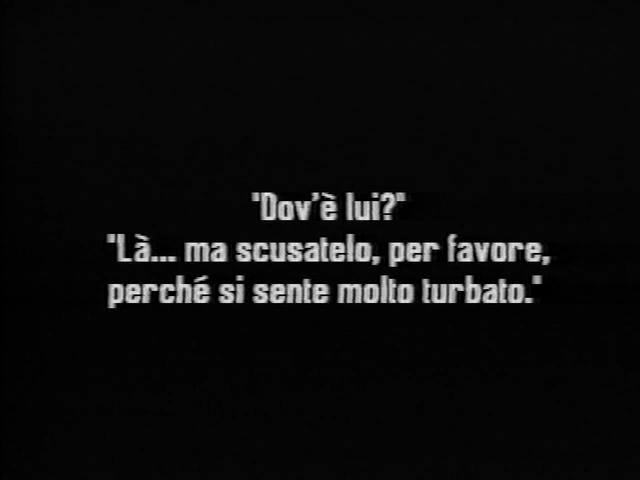 "Dov'è lui?"
"Là... ma scusatelo, per favore,
perché si sente molto turbato."